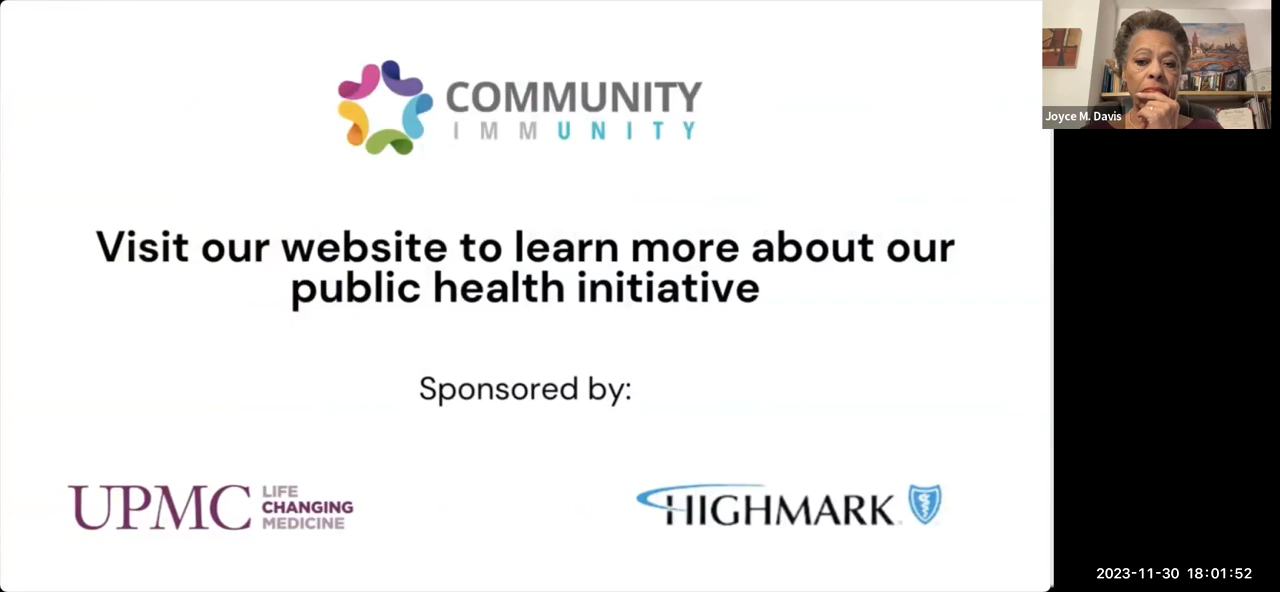 COMMUNITY
IMMUNITY
Visit our website to learn more about our
public health initiative
Sponsored by:
UPMC
LIFE
CHANGING
MEDICINE
HIGHMARK
Joyce M. Davis
2023-11-30 18:01:52